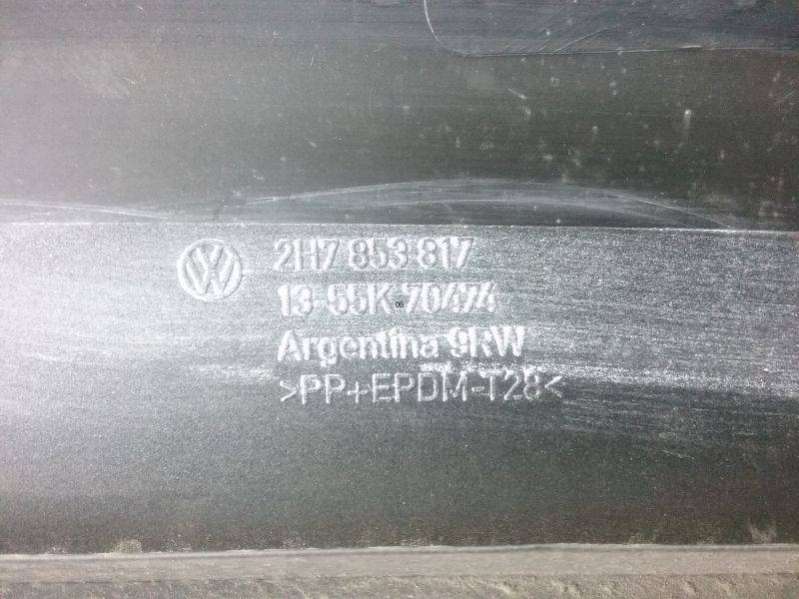 2H7 853 817
13-55K-70474
Argentina 9RW
>PP+EPDM-T28<